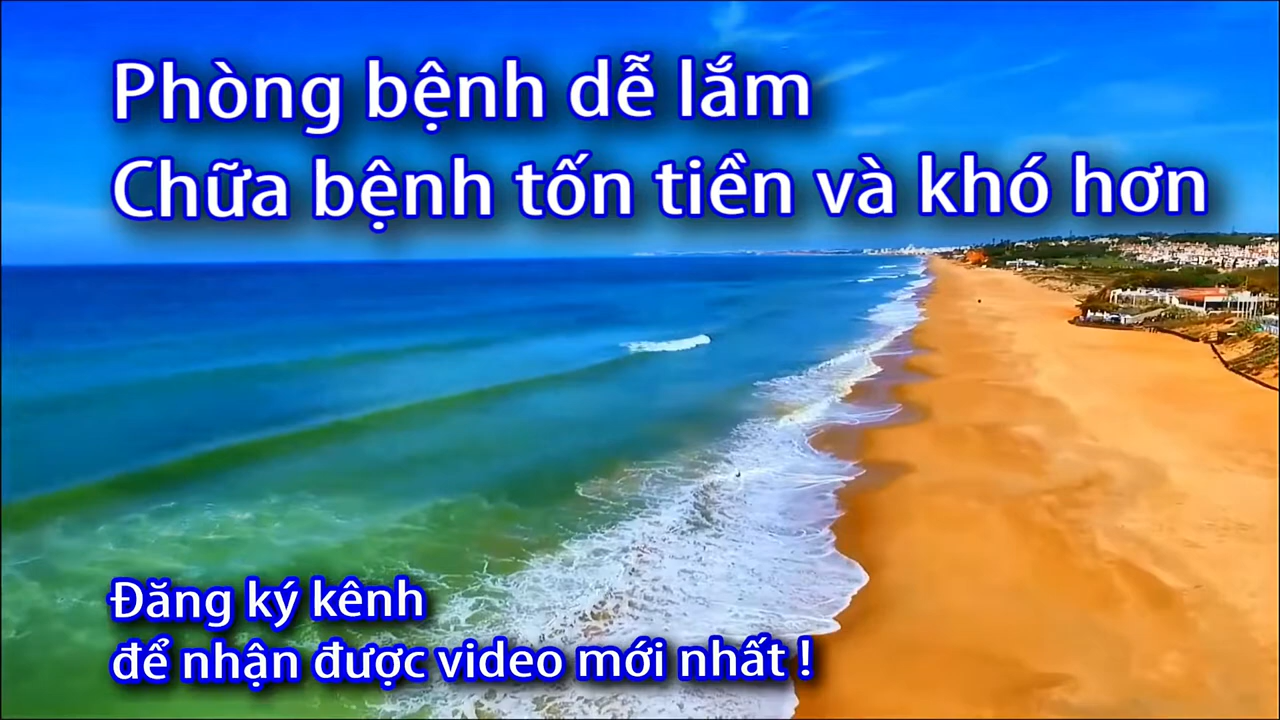 Phòng bệnh dễ lắm
Chữa bệnh tốn tiền và khó hơn
Đăng ký kênh
để nhận được video mới nhất !